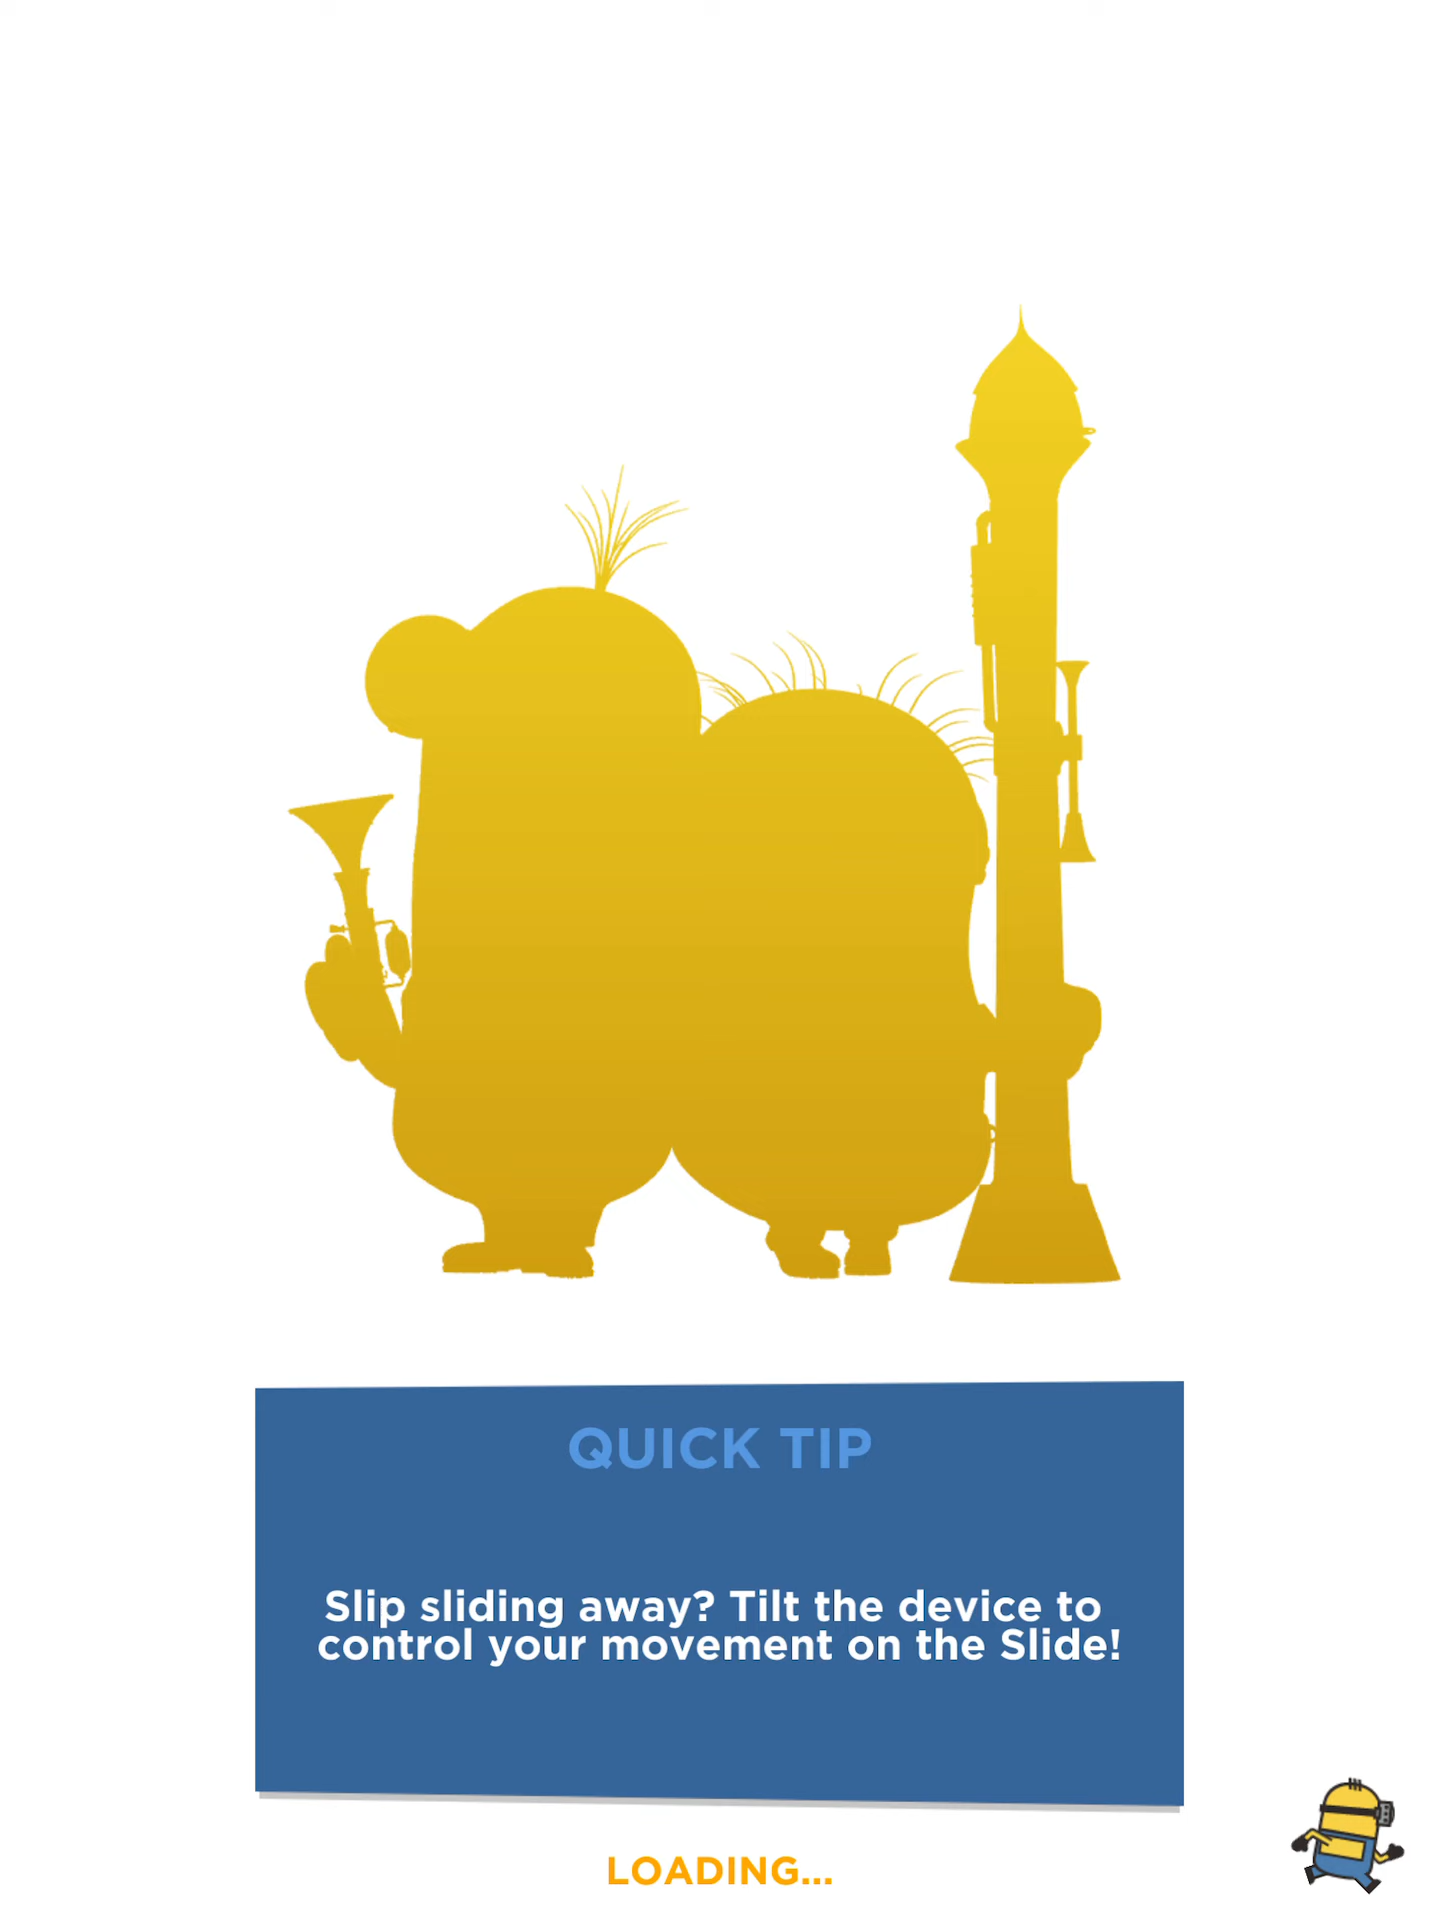 QUICK TIP
Slip sliding away? Tilt the device to
control your movement on the Slide!
LOADING...